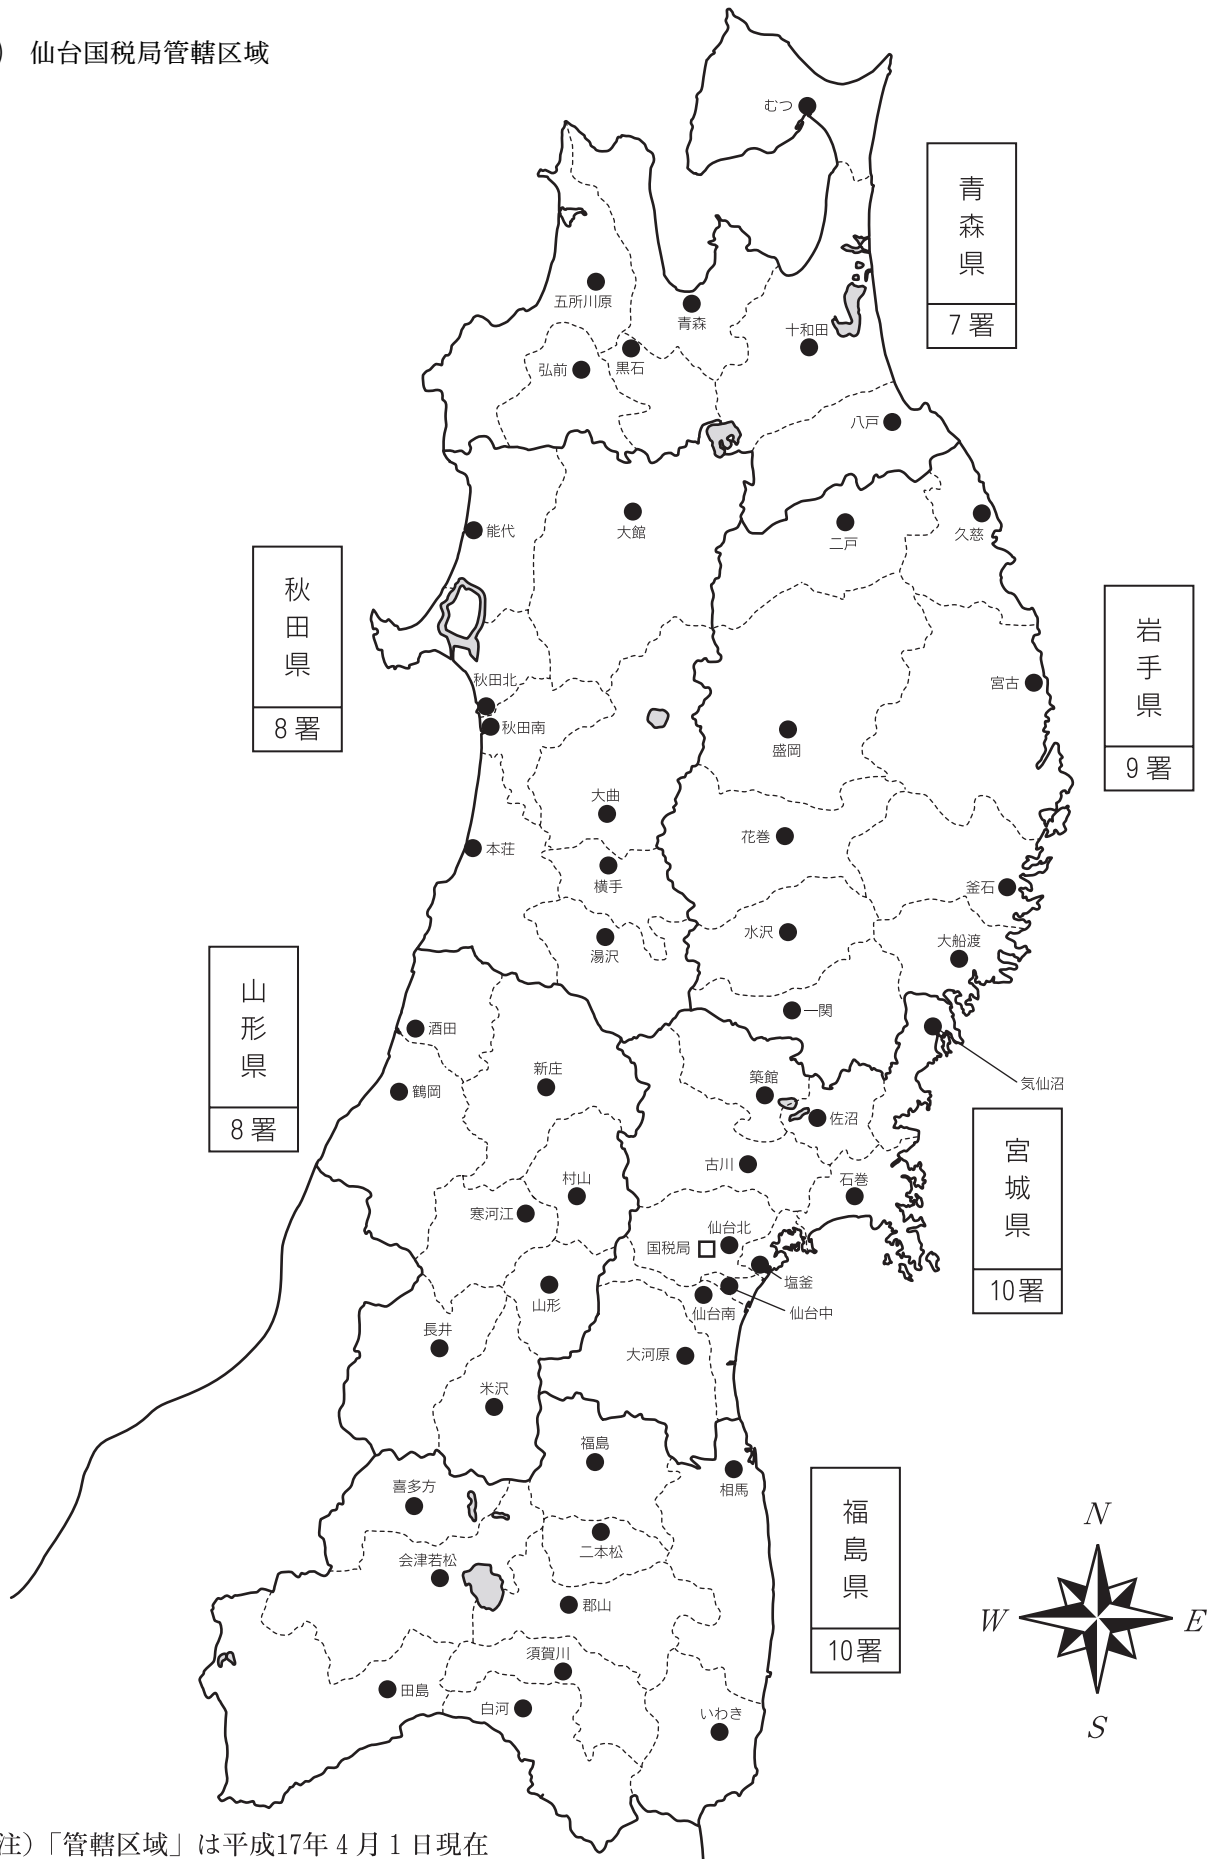 ) 仙台国税局管轄区域
むつ
青森県
7署
五所川原
青森
十和田
黒石
弘前
八戸
能代
大館
二戸
久慈
秋田県
8署
岩手県
9署
秋田北
秋田南
宮古
盛岡
大曲
花巻
本荘
横手
釜石
水沢
大船渡
湯沢
山形県
8署
一関
酒田
気仙沼
新庄
築館
鶴岡
佐沼
宮城県
10署
古川
村山
石巻
寒河江
仙台北
国税局
塩釜
山形
仙台南
仙台中
長井
大河原
米沢
福島
相馬
喜多方
福島県
10署
二本松
会津若松
郡山
須賀川
田島
白河
いわき
N
W
E
S
注)「管轄区域」は平成17年4月1日現在